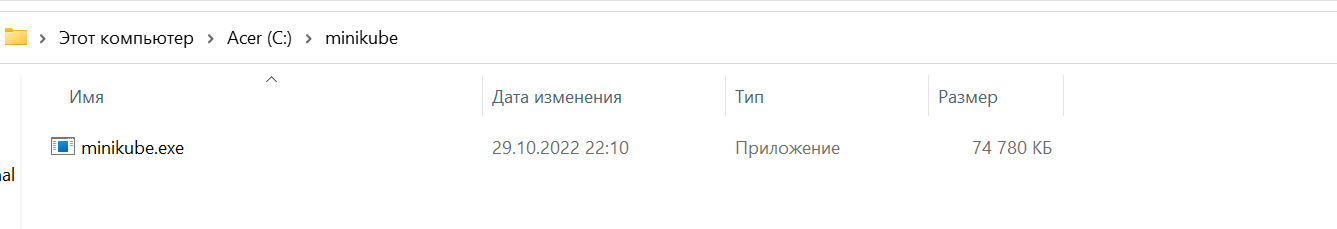 Этот компьютер > Acer (C:) > minikube
Имя Дата изменения Тип Размер
minikube.exe 29.10.2022 22:10 Приложение 74 780 КБ
nal